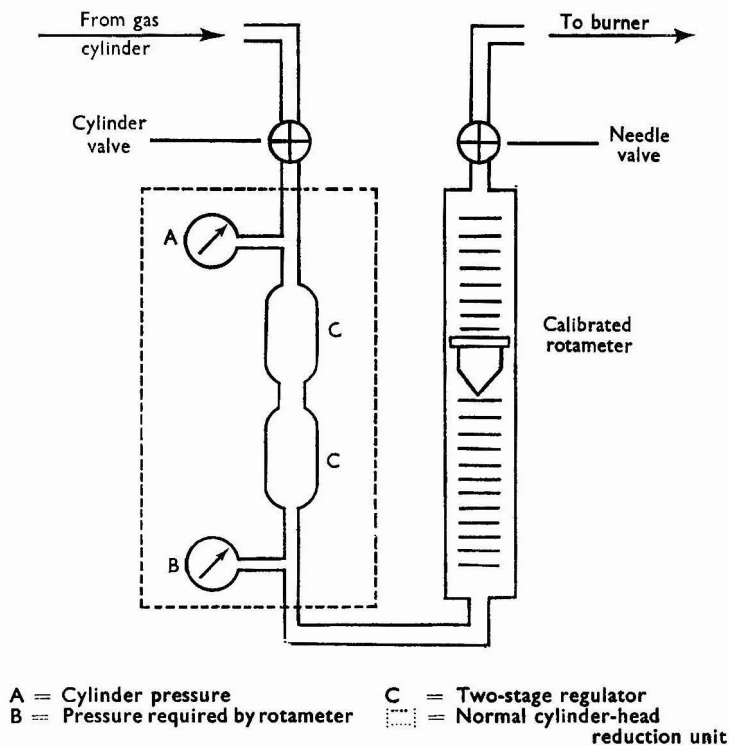 From gas
cylinder
To burner
Cylinder
valve
Needle
valve
A
C
Calibrated
rotameter
C
B
A = Cylinder pressure
B = Pressure required by rotameter
C = Two-stage regulator
= Normal cylinder-head
reduction unit